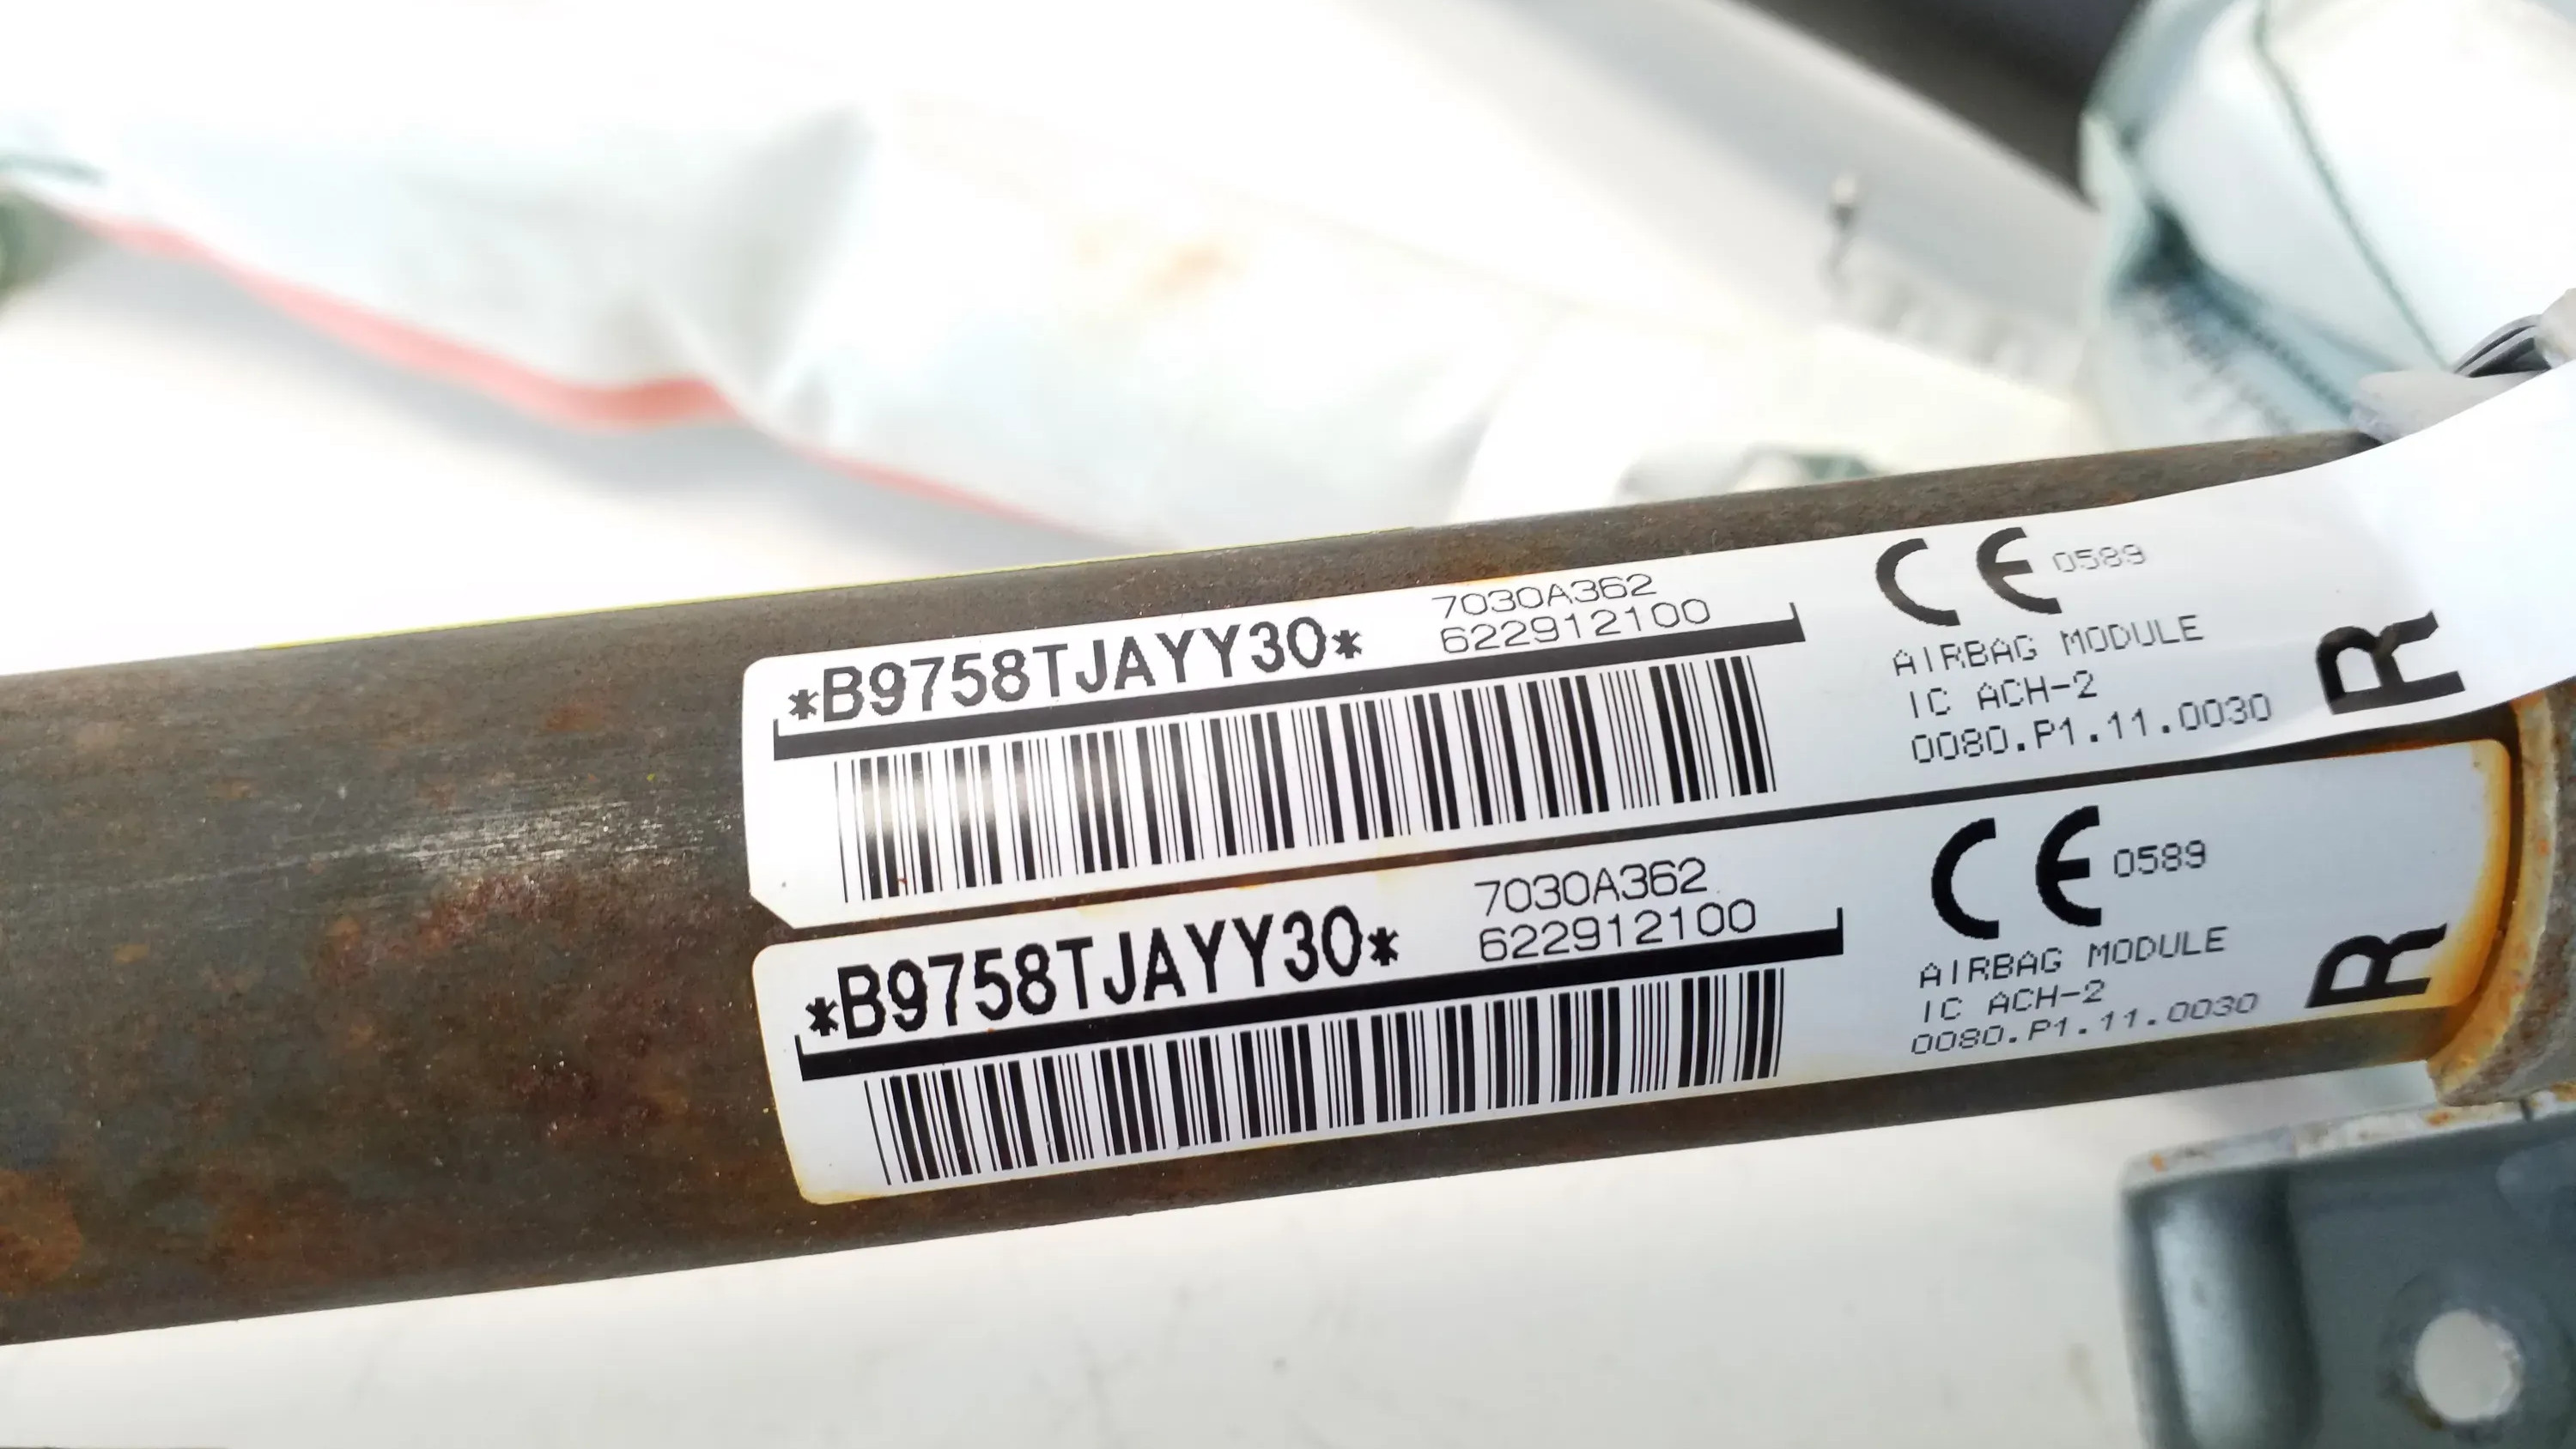 *B9758TJAYY30*
7030A362
622912100
CE 0589
AIRBAG MODULE
IC ACH-2
0080.P1.11.0030
R
*B9758TJAYY30*
7030A362
622912100
CE 0589
AIRBAG MODULE
IC ACH-2
0080.P1.11.0030
R